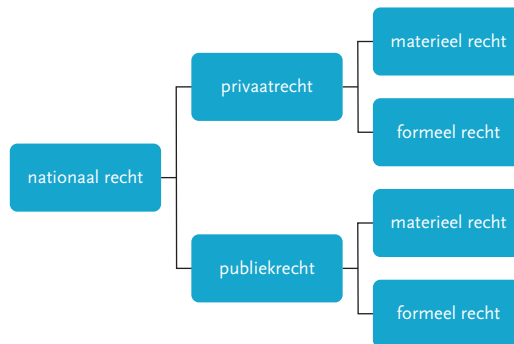 nationaal recht
privaatrecht
materieel recht
formeel recht
publiekrecht
materieel recht
formeel recht